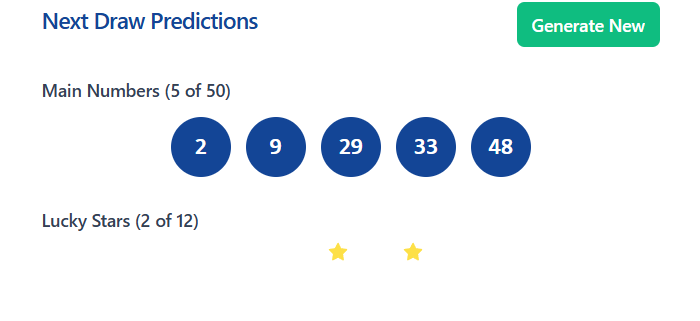 Next Draw Predictions
Generate New
Main Numbers (5 of 50)
2 9 29 33 48
Lucky Stars (2 of 12)